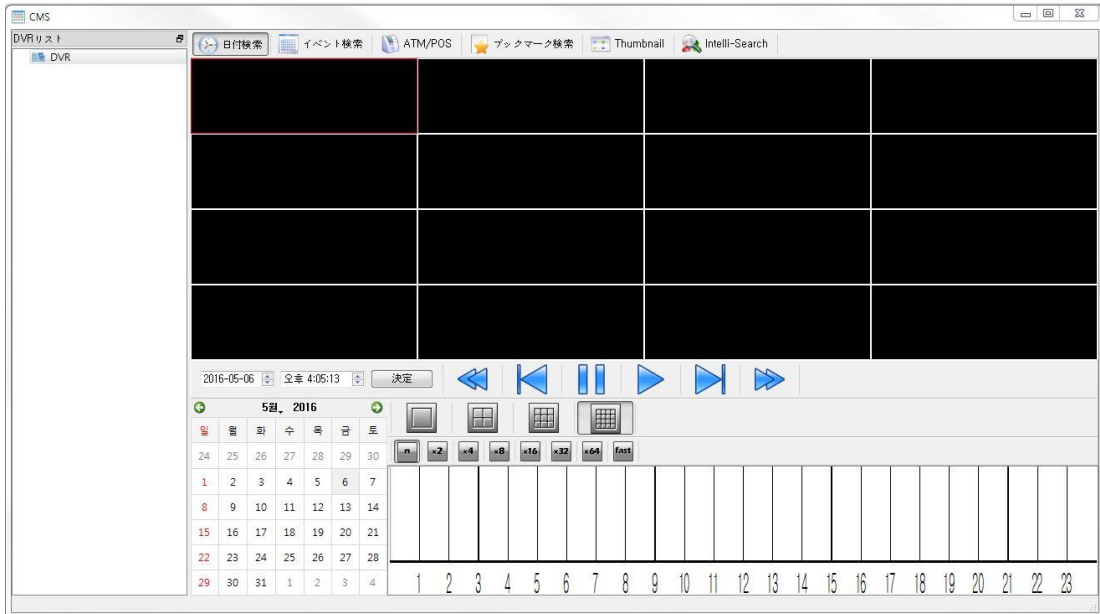 CMS
DVRリスト
DVR
日付検索 イベント検索 ATM/POS ブックマーク検索 Thumbnail Intelli-Search
2016-05-06 오후 4:05:13 決定
5월, 2016
일 월 화 수 목 금 토
24 25 26 27 28 29 30
1 2 3 4 5 6 7
8 9 10 11 12 13 14
15 16 17 18 19 20 21
22 23 24 25 26 27 28
29 30 31 1 2 3 4
n x2 x4 x8 x16 x32 x64 fast
1 2 3 4 5 6 7 8 9 10 11 12 13 14 15 16 17 18 19 20 21 22 23